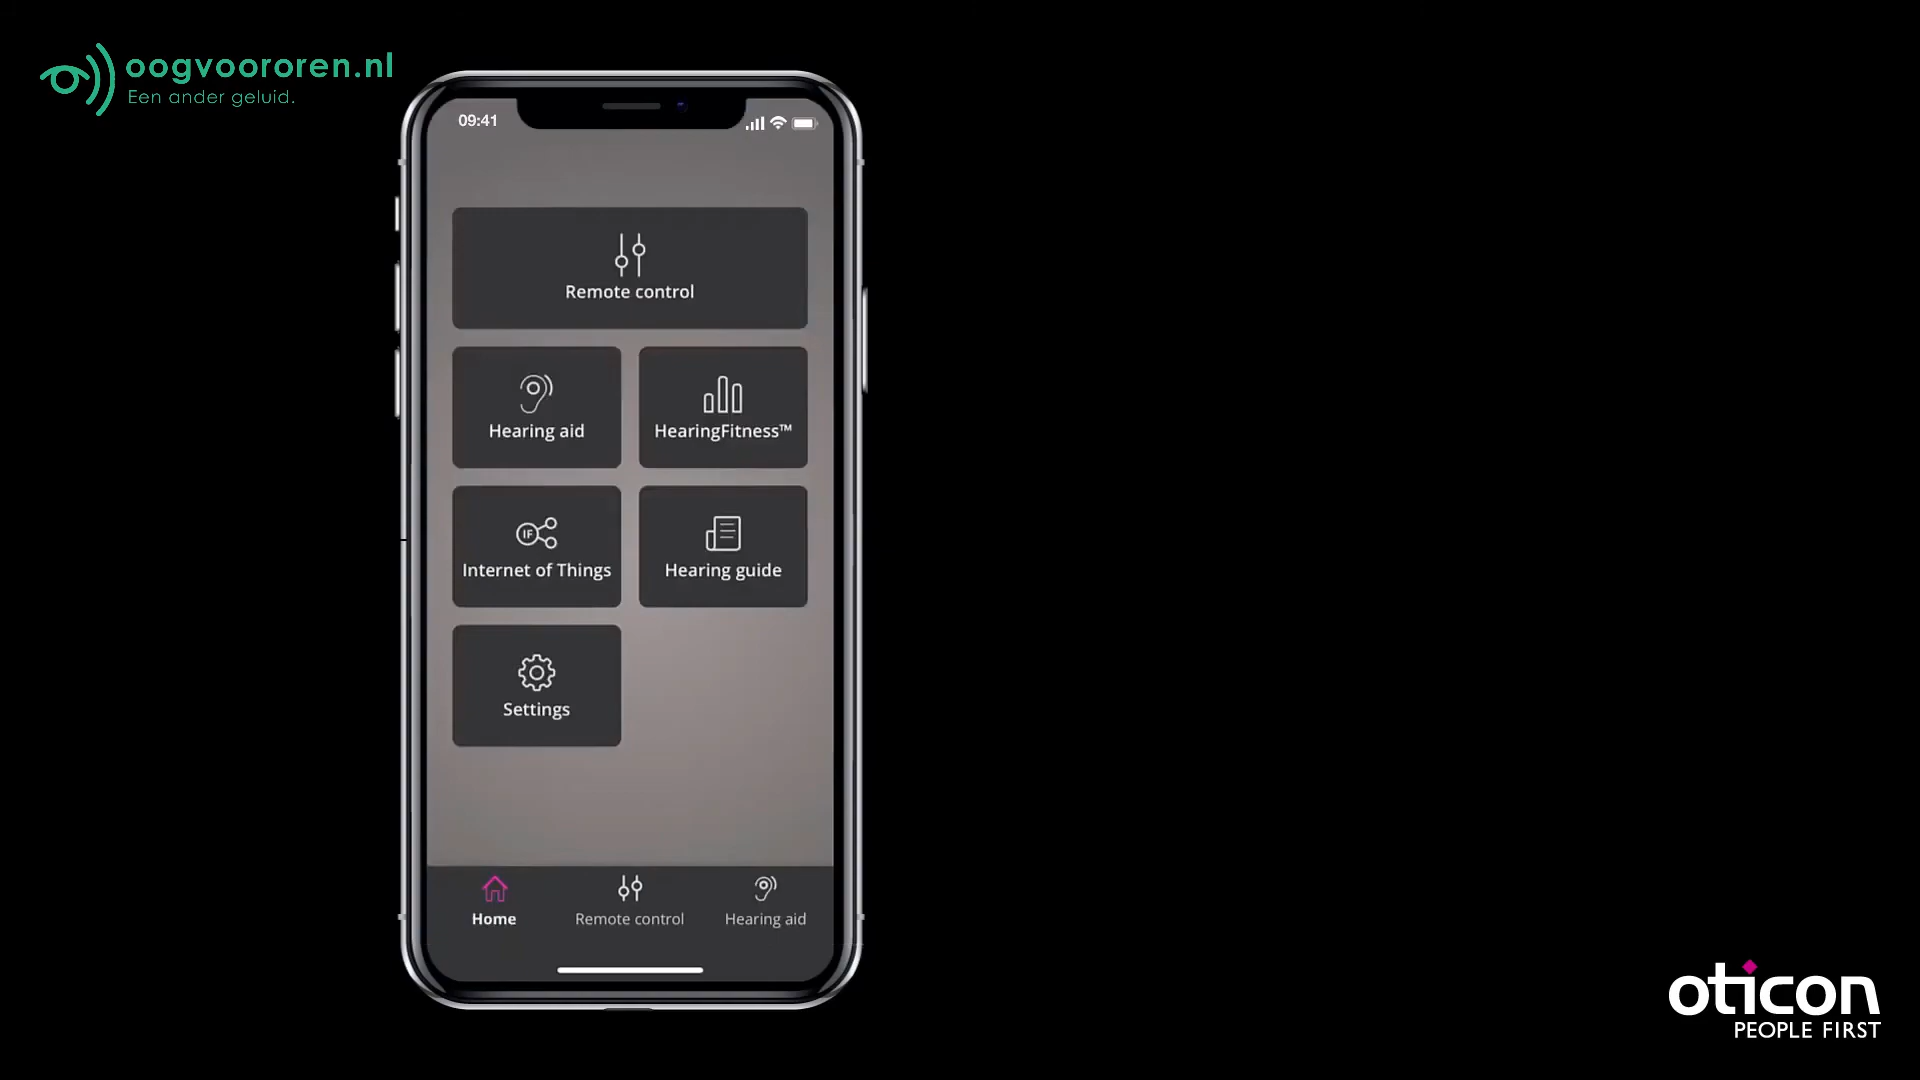 oogvoororen.nl
Een ander geluid.
09:41
Remote control
Hearing aid
HearingFitness™
IF
Internet of Things
Hearing guide
Settings
Home
Remote control
Hearing aid
oticon
PEOPLE FIRST